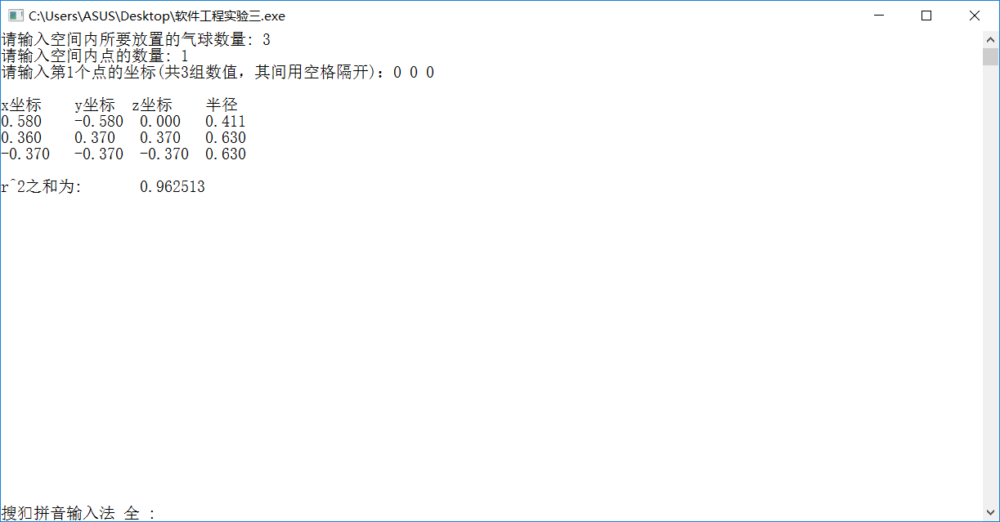 C:\Users\ASUS\Desktop\软件工程实验三.exe
请输入空间内所要放置的气球数量: 3
请输入空间内点的数量: 1
请输入第1个点的坐标(共3组数值，其间用空格隔开)：0 0 0
x坐标 y坐标 z坐标 半径
0.580 -0.580 0.000 0.411
0.360 0.370 0.370 0.630
-0.370 -0.370 -0.370 0.630
r^2之和为: 0.962513
搜狐拼音输入法 全 :